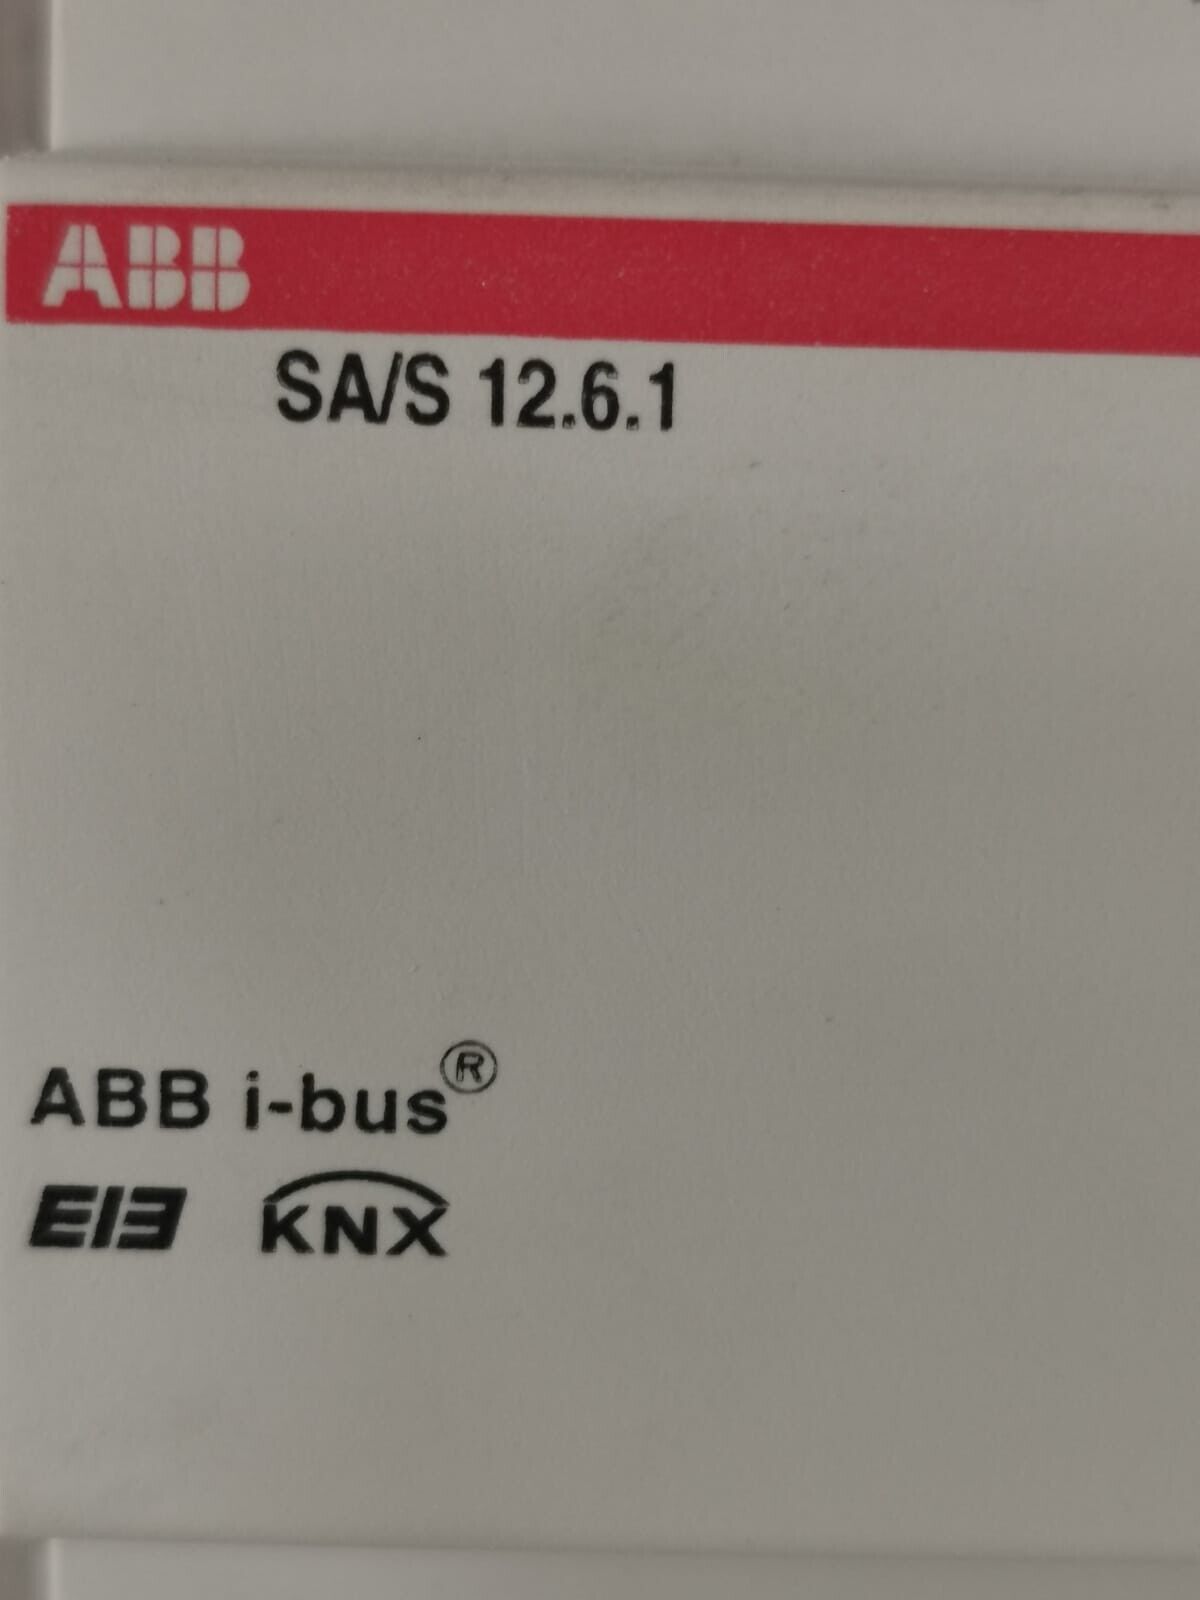 ABB
SA/S 12.6.1
ABB i-bus®
EIB KNX